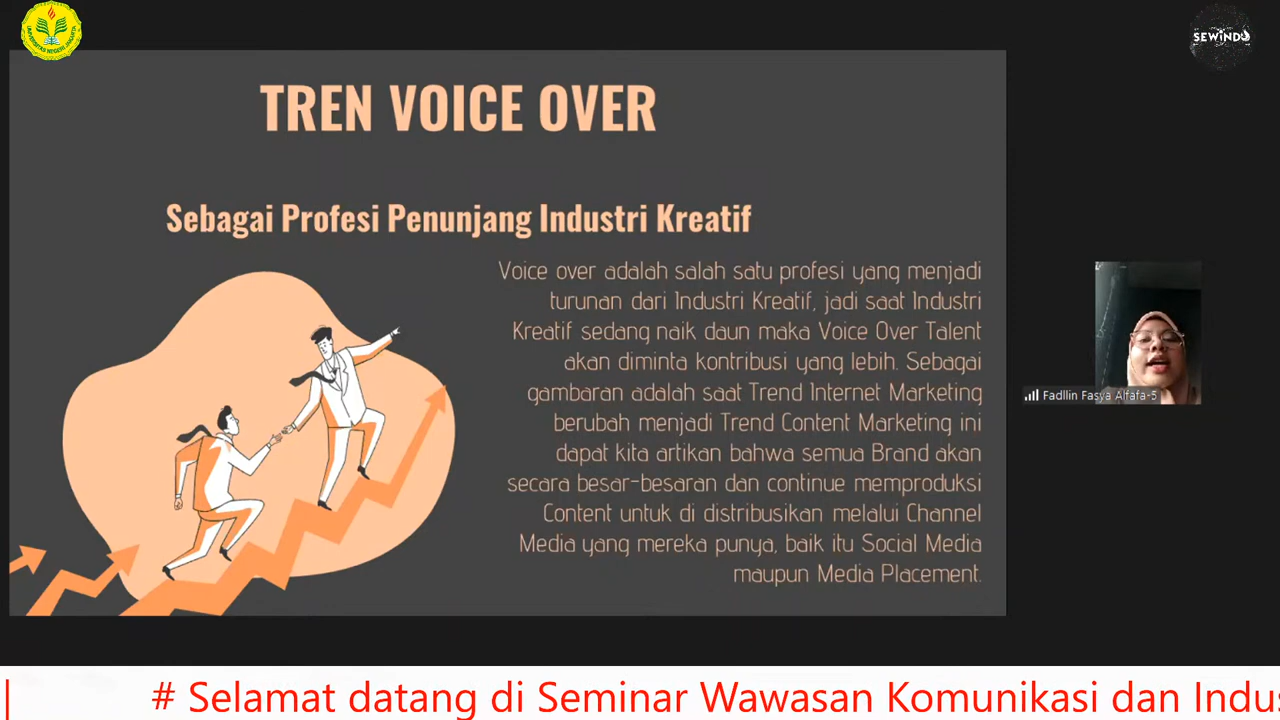 UNIVERSITAS NEGERI JAKARTA
SEWINDU
TREN VOICE OVER
Sebagai Profesi Penunjang Industri Kreatif
Voice over adalah salah satu profesi yang menjadi
turunan dari Industri Kreatif, jadi saat Industri
Kreatif sedang naik daun maka Voice Over Talent
akan diminta kontribusi yang lebih. Sebagai
gambaran adalah saat Trend Internet Marketing
berubah menjadi Trend Content Marketing ini
dapat kita artikan bahwa semua Brand akan
secara besar-besaran dan continue memproduksi
Content untuk di distribusikan melalui Channel
Media yang mereka punya, baik itu Social Media
maupun Media Placement.
Fadllin Fasya Alfafa-5
# Selamat datang di Seminar Wawasan Komunikasi dan Indus